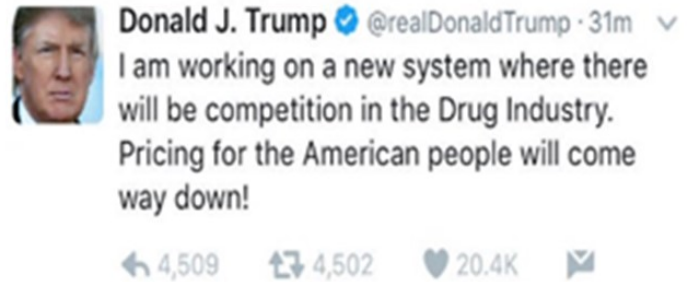 Donald J. Trump @realDonaldTrump · 31m
I am working on a new system where there
will be competition in the Drug Industry.
Pricing for the American people will come
way down!
4,509 4,502 20.4K